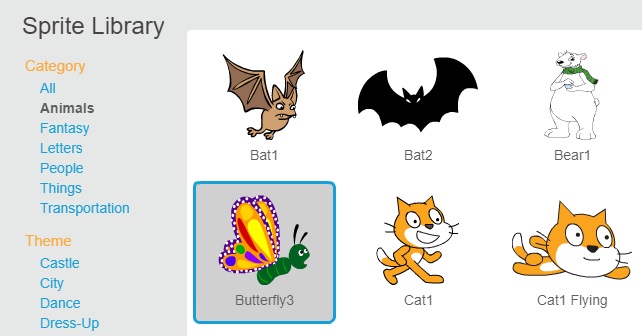 Sprite Library
Category
All
Animals
Fantasy
Letters
People
Things
Transportation
Theme
Castle
City
Dance
Dress-Up
Bat1
Bat2
Bear1
Butterfly3
Cat1
Cat1 Flying